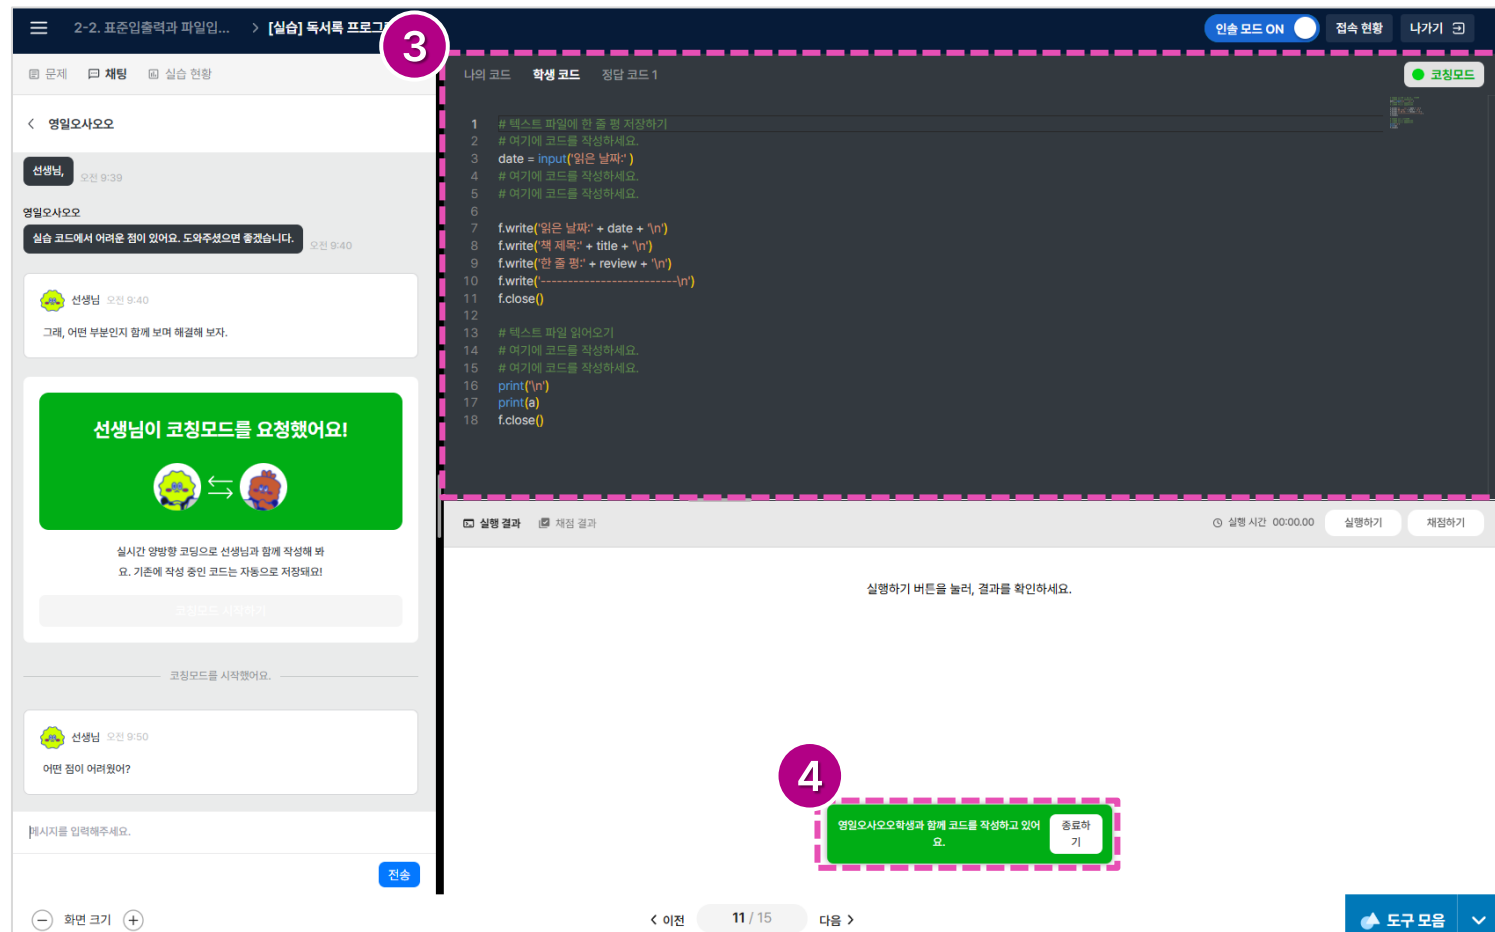 2-2. 표준입출력과 파일입... > [실습] 독서록 프로그
3
인솔 모드 ON 접속 현황 나가기
문제 채팅 실습 현황
나의 코드 학생 코드 정답 코드 1
코칭모드
영일오사오오
선생님,
오전 9:39
영일오사오오
실습 코드에서 어려운 점이 있어요. 도와주셨으면 좋겠습니다.
오전 9:40
선생님 오전 9:40
그래, 어떤 부분인지 함께 보며 해결해 보자.
선생님이 코칭모드를 요청했어요!
실시간 양방향 코딩으로 선생님과 함께 작성해 봐
요. 기존에 작성 중인 코드는 자동으로 저장돼요!
코칭모드 시작하기
코칭모드를 시작했어요.
선생님 오전 9:50
어떤 점이 어려웠어?
메시지를 입력해주세요.
전송
1 # 텍스트 파일에 한 줄 평 저장하기
2 # 여기에 코드를 작성하세요.
3 date = input('읽은 날짜:' )
4 # 여기에 코드를 작성하세요.
5 # 여기에 코드를 작성하세요.
6
7 f.write('읽은 날짜:' + date + '\n')
8 f.write('책 제목:' + title + '\n')
9 f.write('한 줄 평:' + review + '\n')
10 f.write('-------------------------\n')
11 f.close()
12
13 # 텍스트 파일 읽어오기
14 # 여기에 코드를 작성하세요.
15 # 여기에 코드를 작성하세요.
16 print('\n')
17 print(a)
18 f.close()
실행 결과 채점 결과
실행 시간 00:00.00 실행하기 채점하기
실행하기 버튼을 눌러, 결과를 확인하세요.
4
영일오사오오학생과 함께 코드를 작성하고 있어
요.
종료하
기
화면 크기
이전 11 / 15 다음
도구 모음